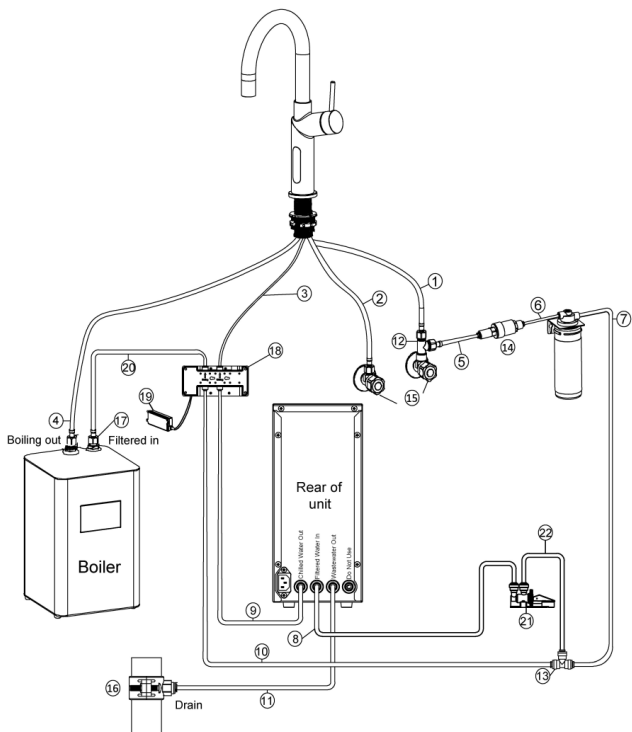 1
2
3
6
7
12
5
14
18
20
15
19
4
17
Boiling out
Filtered in
Rear of
unit
Boiler
Chilled Water Out
Filtered Water In
Wastewater Out
Do Not Use
22
21
9
8
10
13
16
Drain
11